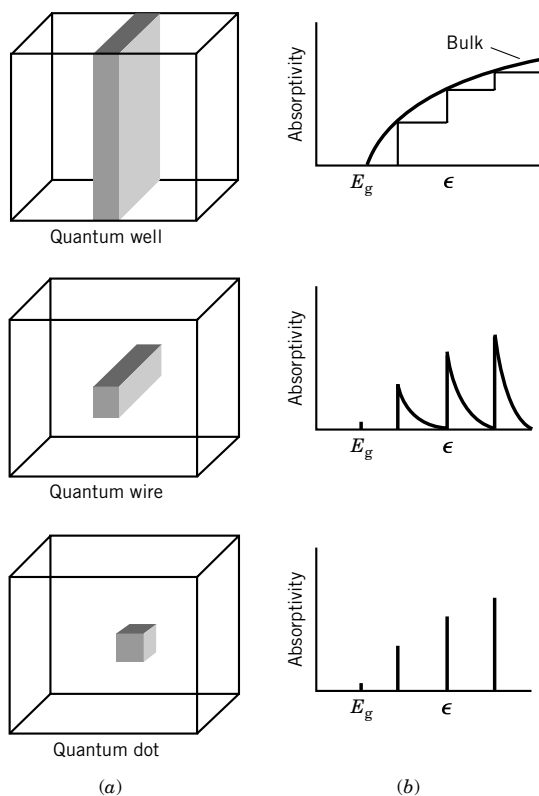 Quantum well
Absorptivity
Bulk
E_g
ϵ
Quantum wire
Absorptivity
E_g
ϵ
Quantum dot
Absorptivity
E_g
ϵ
(a)
(b)